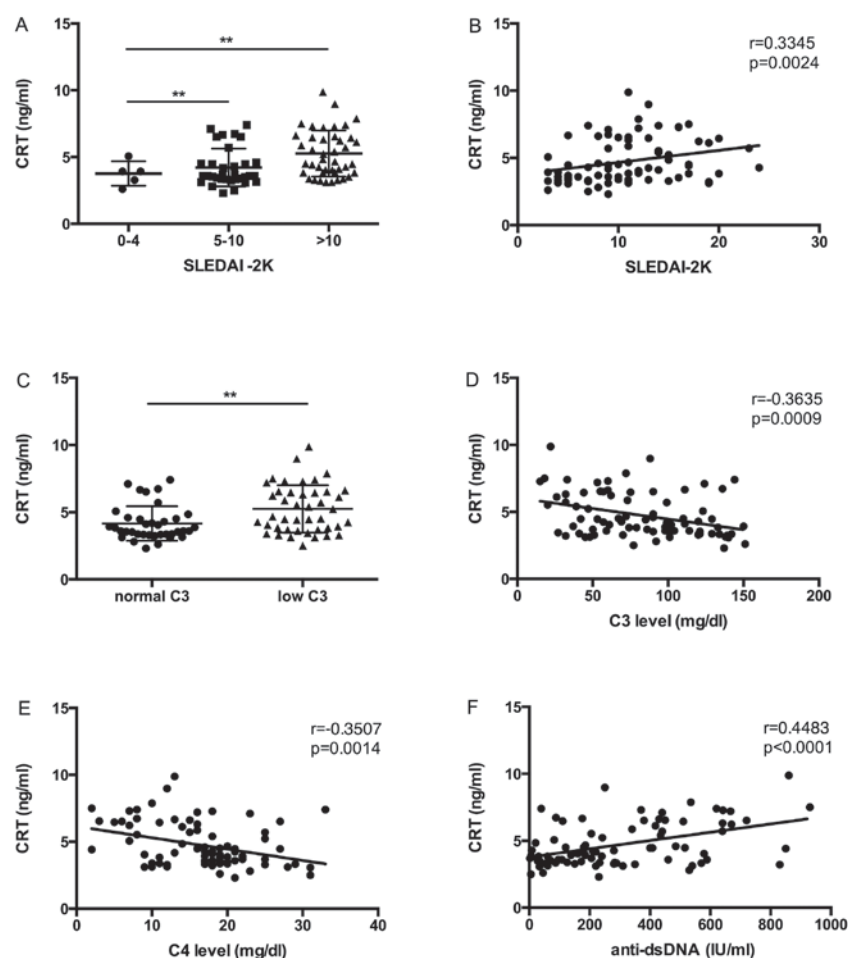 A
15
10
5
0
CRT (ng/ml)
**
**
0-4
5-10
>10
SLEDAI -2K
B
15
10
5
0
CRT (ng/ml)
r=0.3345
p=0.0024
0
10
20
30
SLEDAI-2K
C
15
10
5
0
CRT (ng/ml)
**
normal C3
low C3
D
15
10
5
0
CRT (ng/ml)
r=-0.3635
p=0.0009
0
50
100
150
200
C3 level (mg/dl)
E
15
10
5
0
CRT (ng/ml)
r=-0.3507
p=0.0014
0
10
20
30
40
C4 level (mg/dl)
F
15
10
5
0
CRT (ng/ml)
r=0.4483
p<0.0001
0
200
400
600
800
1000
anti-dsDNA (IU/ml)